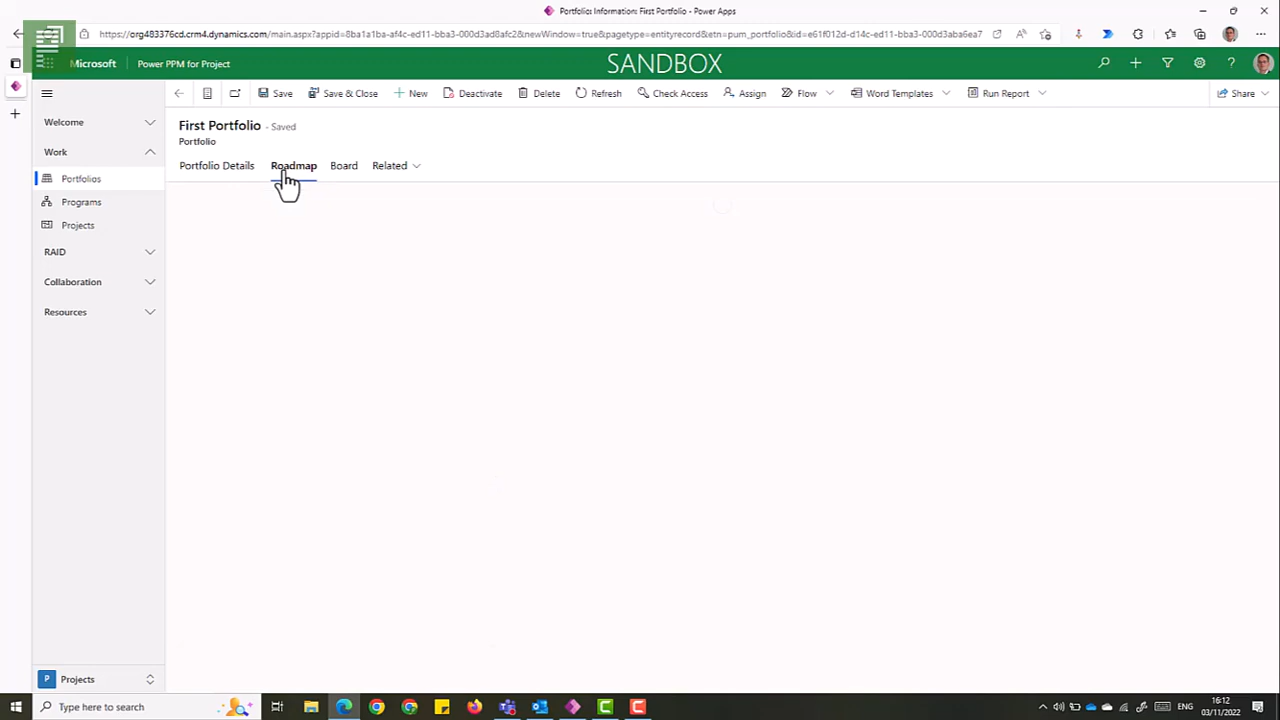 Portfolio: Information: First Portfolio - Power Apps
https://org483376cd.crm4.dynamics.com/main.aspx?appid=8ba1a1ba-af4c-ed11-bba3-000d3ad8afc2&newWindow=true&pagetype=entityrecord&etn=pum_portfolio&id=e61f012d-d14c-ed11-bba3-000d3aba6ea7
Microsoft Power PPM for Project SANDBOX
Save Save & Close New Deactivate Delete Refresh Check Access Assign Flow Word Templates Run Report Share
First Portfolio - Saved
Portfolio
Portfolio Details Roadmap Board Related
Welcome
Work
Portfolios
Programs
Projects
RAID
Collaboration
Resources
P Projects
Type here to search
ENG
16:12
03/11/2022